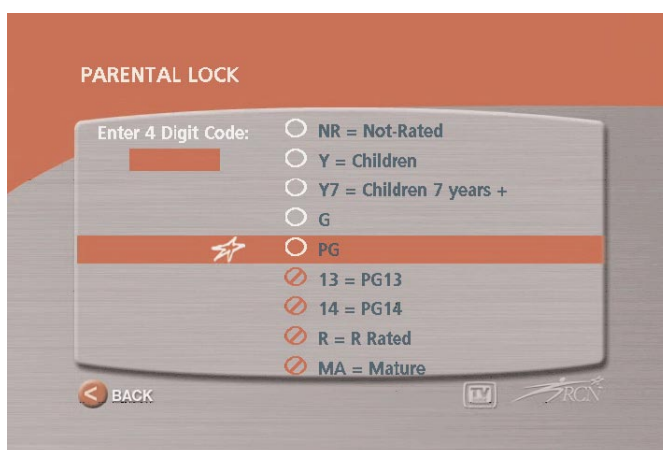 PARENTAL LOCK
Enter 4 Digit Code:
NR = Not-Rated
Y = Children
Y7 = Children 7 years +
G
PG
13 = PG13
14 = PG14
R = R Rated
MA = Mature
< BACK
TV
RCN